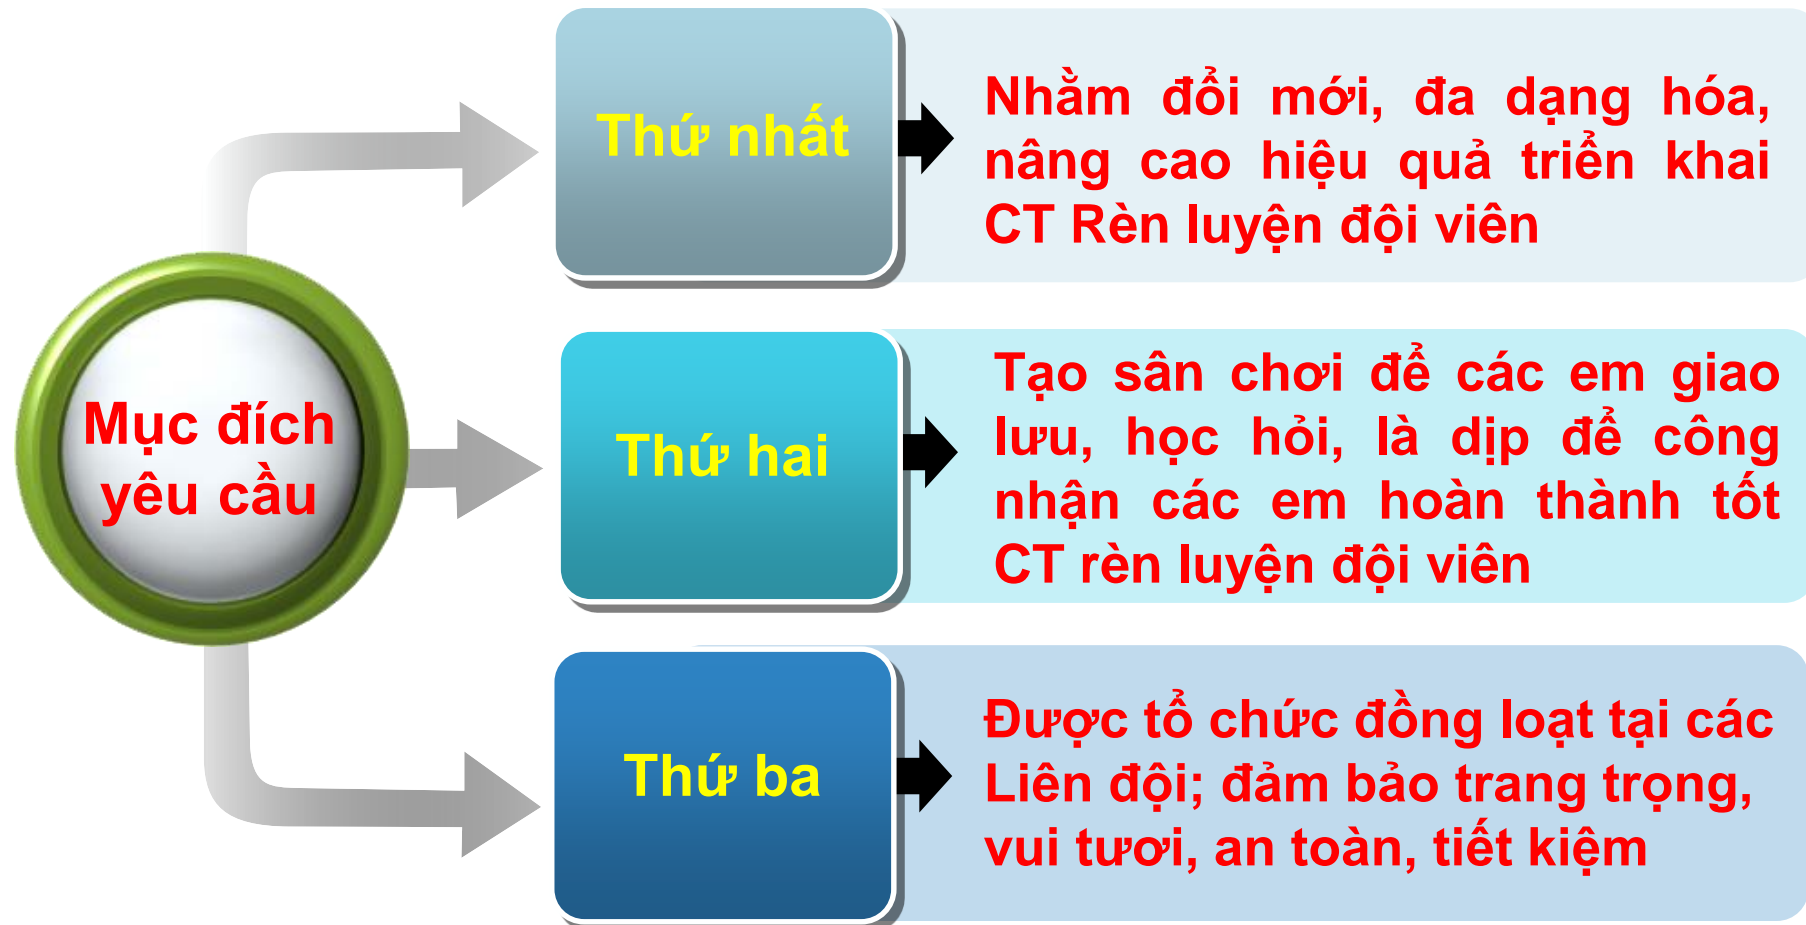 Mục đích
yêu cầu
Thứ nhất
Nhằm đổi mới, đa dạng hóa,
nâng cao hiệu quả triển khai
CT Rèn luyện đội viên
Thứ hai
Tạo sân chơi để các em giao
lưu, học hỏi, là dịp để công
nhận các em hoàn thành tốt
CT rèn luyện đội viên
Thứ ba
Được tổ chức đồng loạt tại các
Liên đội; đảm bảo trang trọng,
vui tươi, an toàn, tiết kiệm